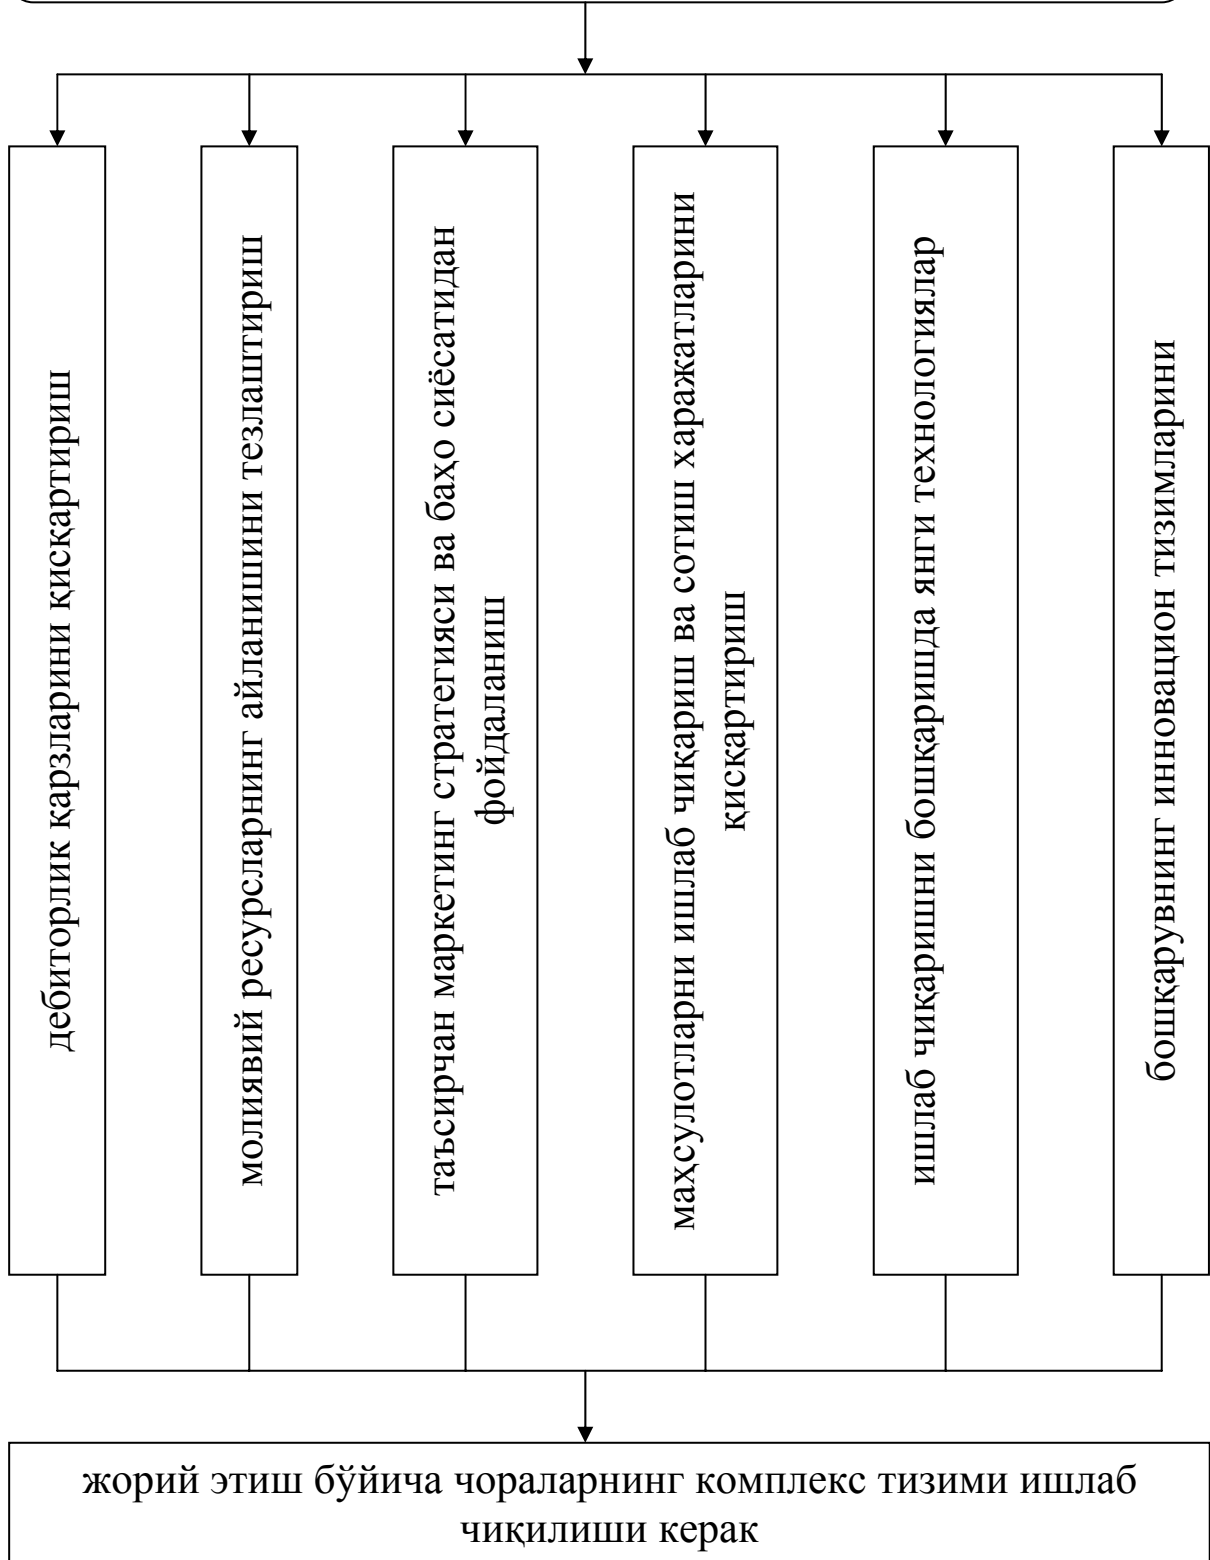 дебиторлик қарзларини қисқартириш
молиявий ресурсларнинг айланишини тезлаштириш
таъсирчан маркетинг стратегияси ва баҳо сиёсатидан
фойдаланиш
маҳсулотларни ишлаб чиқариш ва сотиш харажатларини
қисқартириш
ишлаб чиқаришни бошқаришда янги технологиялар
бошқарувнинг инновацион тизимларини
жорий этиш бўйича чораларнинг комплекс тизими ишлаб
чиқилиши керак